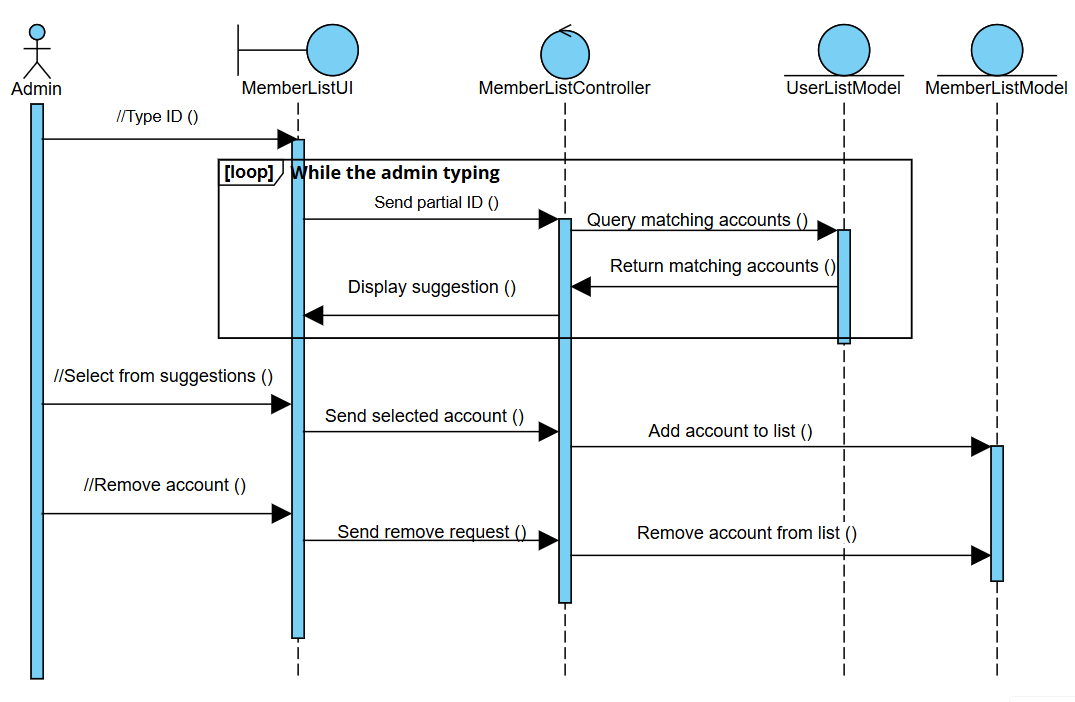 Admin
MemberListUI
MemberListController
UserListModel
MemberListModel
//Type ID ()
[loop] While the admin typing
Send partial ID ()
Query matching accounts ()
Return matching accounts ()
Display suggestion ()
//Select from suggestions ()
Send selected account ()
Add account to list ()
//Remove account ()
Send remove request ()
Remove account from list ()